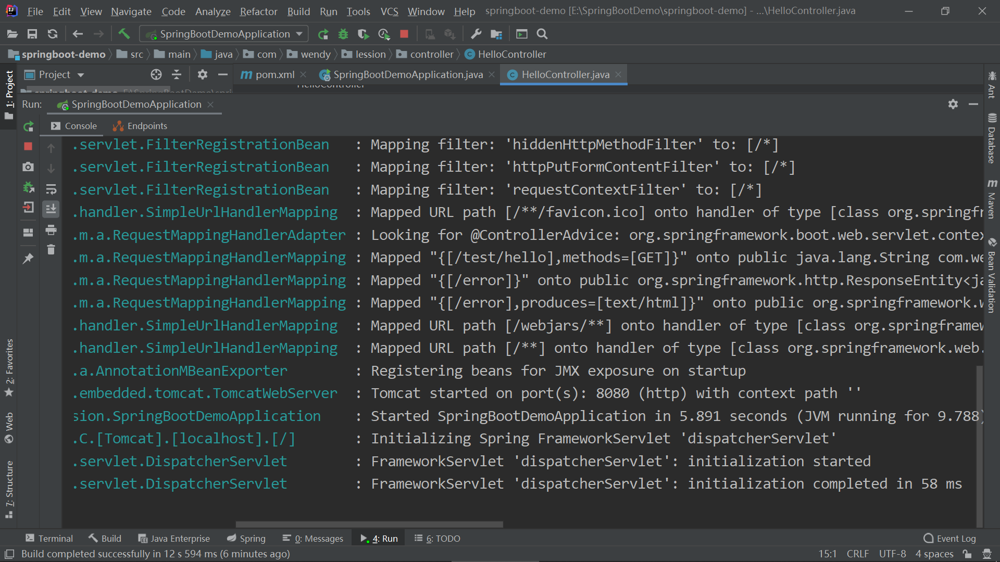 File Edit View Navigate Code Analyze Refactor Build Run Tools VCS Window Help springboot-demo [E:\SpringBootDemo\springboot-demo] - ...\HelloController.java
SpringBootDemoApplication
springboot-demo src main java com wendy lession controller HelloController
1: Project
Project
pom.xml SpringBootDemoApplication.java HelloController.java
HelloController
Run: SpringBootDemoApplication
Console Endpoints
.servlet.FilterRegistrationBean : Mapping filter: 'hiddenHttpMethodFilter' to: [/*]
.servlet.FilterRegistrationBean : Mapping filter: 'httpPutFormContentFilter' to: [/*]
.servlet.FilterRegistrationBean : Mapping filter: 'requestContextFilter' to: [/*]
.handler.SimpleUrlHandlerMapping : Mapped URL path [/**/favicon.ico] onto handler of type [class org.springfr
.m.a.RequestMappingHandlerAdapter : Looking for @ControllerAdvice: org.springframework.boot.web.servlet.contex
.m.a.RequestMappingHandlerMapping : Mapped "{[/test/hello],methods=[GET]}" onto public java.lang.String com.we
.m.a.RequestMappingHandlerMapping : Mapped "{[/error]}" onto public org.springframework.http.ResponseEntity<ja
.m.a.RequestMappingHandlerMapping : Mapped "{[/error],produces=[text/html]}" onto public org.springframework.w
.handler.SimpleUrlHandlerMapping : Mapped URL path [/webjars/**] onto handler of type [class org.springframew
.handler.SimpleUrlHandlerMapping : Mapped URL path [/**] onto handler of type [class org.springframework.web.
.a.AnnotationMBeanExporter : Registering beans for JMX exposure on startup
.embedded.tomcat.TomcatWebServer : Tomcat started on port(s): 8080 (http) with context path ''
sion.SpringBootDemoApplication : Started SpringBootDemoApplication in 5.891 seconds (JVM running for 9.788)
.C.[Tomcat].[localhost].[/] : Initializing Spring FrameworkServlet 'dispatcherServlet'
.servlet.DispatcherServlet : FrameworkServlet 'dispatcherServlet': initialization started
.servlet.DispatcherServlet : FrameworkServlet 'dispatcherServlet': initialization completed in 58 ms
2: Favorites
Web
7: Structure
Ant
Database
Maven
Bean Validation
Terminal Build Java Enterprise Spring 0: Messages 4: Run 6: TODO Event Log
Build completed successfully in 12 s 594 ms (6 minutes ago) 15:1 CRLF UTF-8 4 spaces